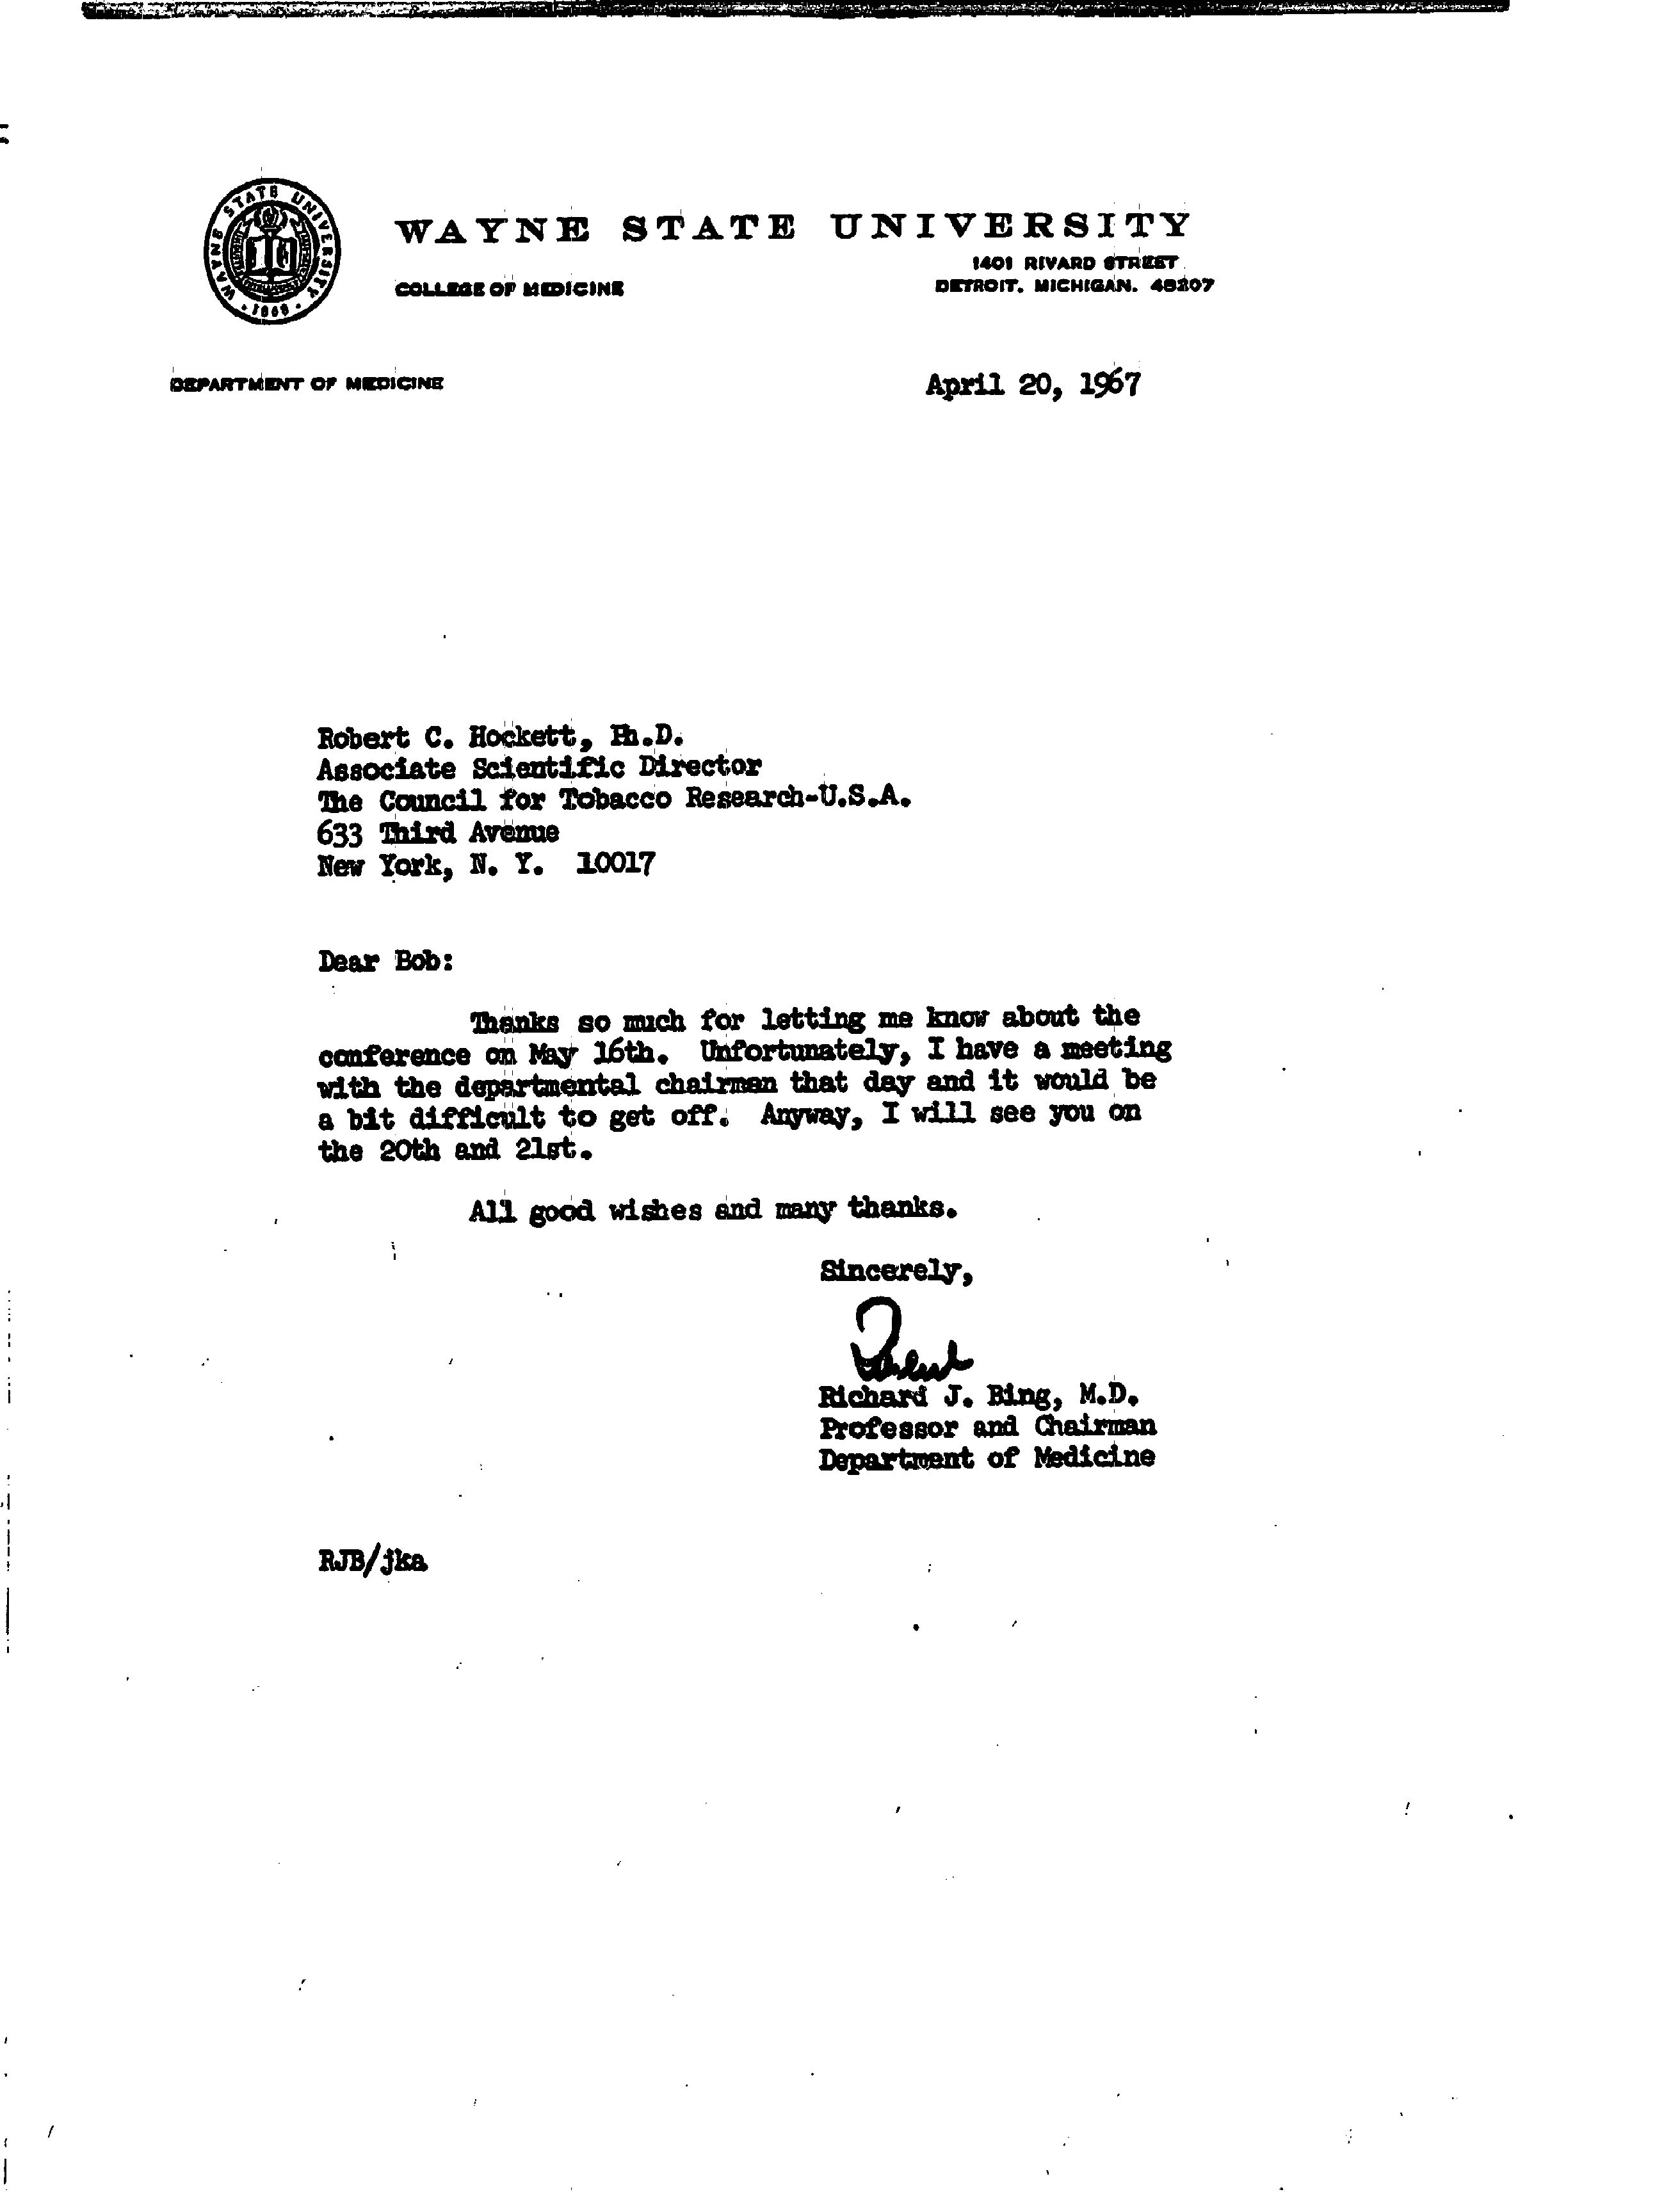 WAYNE STATE UNIVERSITY
1868
WAYNE STATE UNIVERSITY
1401 RIVARD STREET
COLLEGE OF MEDICINE
DETROIT, MICHIGAN. 48207
DEPARTMENT OF MEDICINE
April 20, 1967
Robert C. Hockett, Ph.D.
Associate Scientific Director
The Council for Tobacco Research-U.S.A.
633 Third Avenue
New York, N. Y. 10017
Dear Bob:
Thanks so much for letting me know about the
conference on May 16th. Unfortunately, I have a meeting
with the departmental chairman that day and it would be
a bit difficult to get off. Anyway, I will see you on
the 20th and 21st.
All good wishes and many thanks.
Sincerely,
Richard J. Bing, M.D.
Professor and Chairman
Department of Medicine
RJB/jka